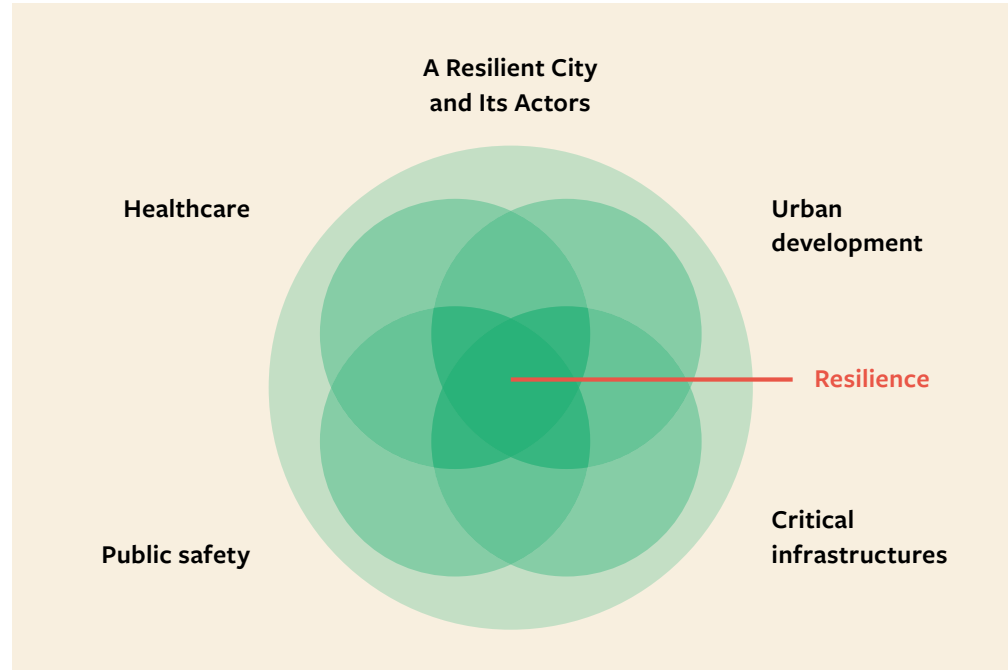 A Resilient City
and Its Actors
Healthcare
Urban
development
Resilience
Critical
infrastructures
Public safety